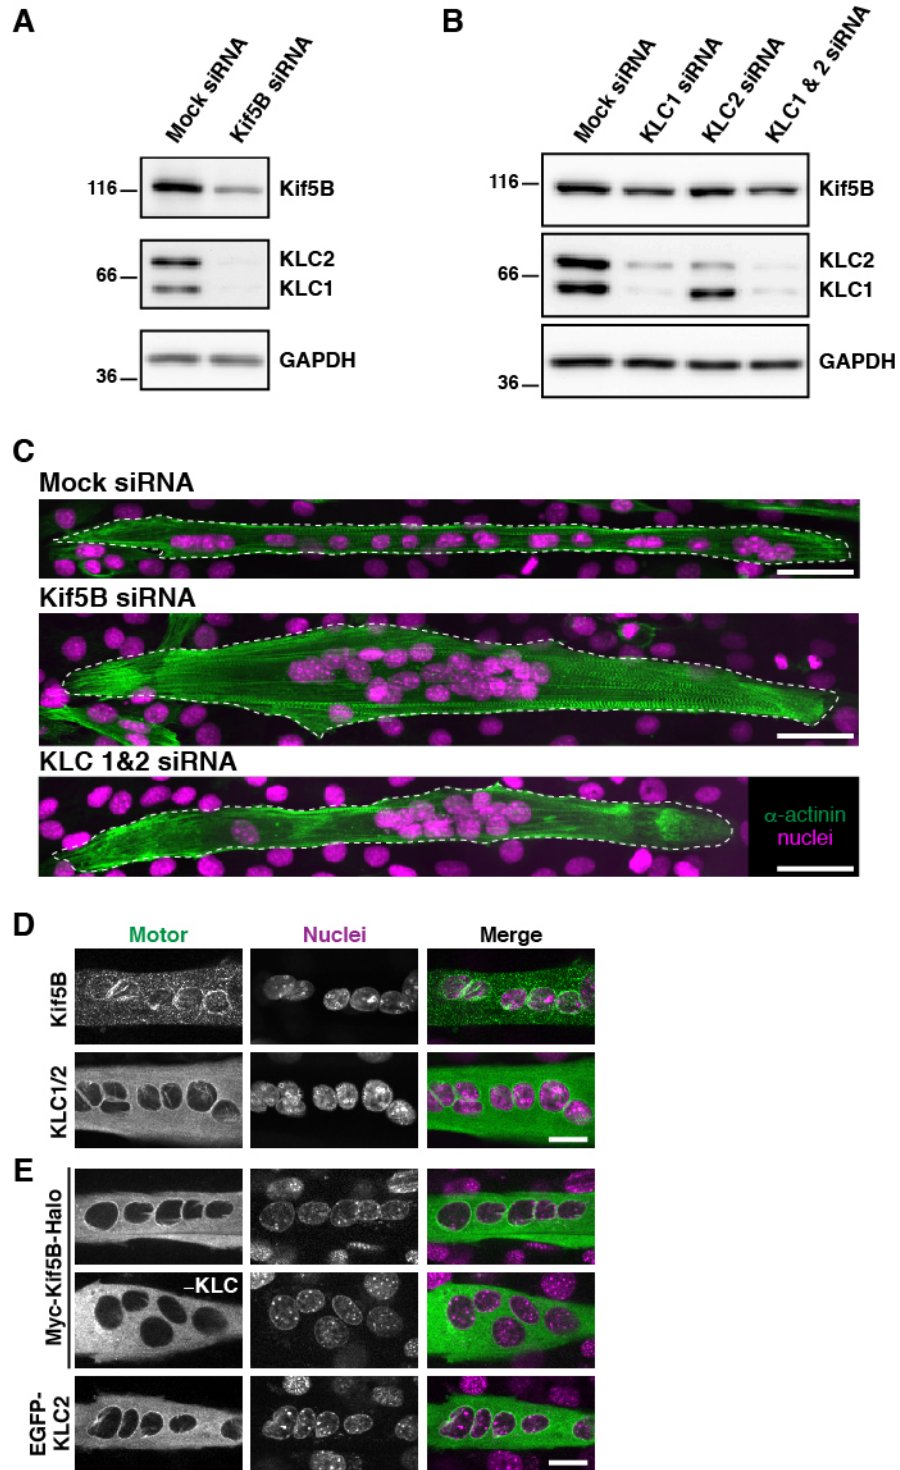 A
Mock siRNA
Kif5B siRNA
116
Kif5B
66
KLC2
KLC1
36
GAPDH
B
Mock siRNA
KLC1 siRNA
KLC2 siRNA
KLC1 & 2 siRNA
116
Kif5B
66
KLC2
KLC1
36
GAPDH
C
Mock siRNA
Kif5B siRNA
KLC 1&2 siRNA
α-actinin
nuclei
D
Motor
Nuclei
Merge
Kif5B
KLC1/2
E
Myc-Kif5B-Halo
–KLC
EGFP-
KLC2